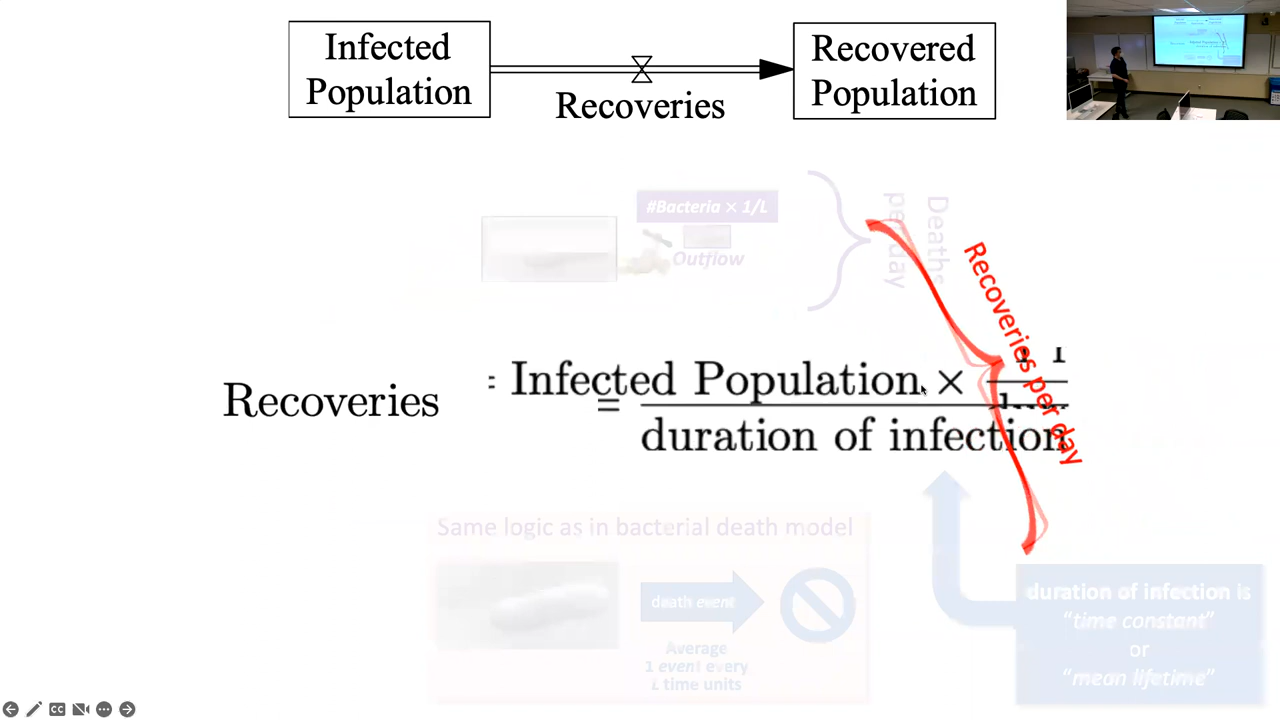 Infected
Population
Recoveries
Recovered
Population
#Bacteria × 1/L
Outflow
Deaths
per day
Recoveries per day
Recoveries
= Infected Population ×
=
duration of infection
Same logic as in bacterial death model
death event
Average
1 event every
L time units
duration of infection is
"time constant"
or
"mean lifetime"
CC